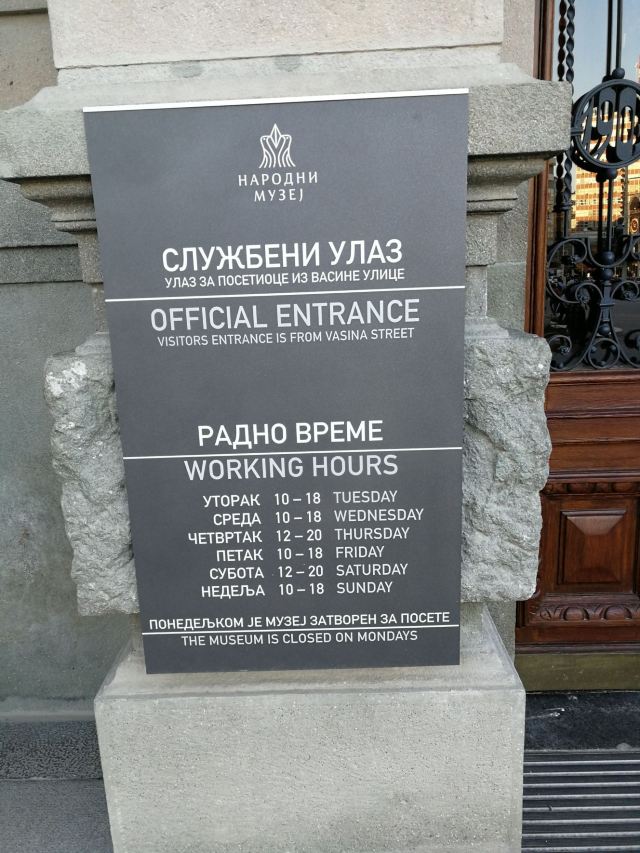 НАРОДНИ
МУЗЕЈ
СЛУЖБЕНИ УЛАЗ
УЛАЗ ЗА ПОСЕТИОЦЕ ИЗ ВАСИНЕ УЛИЦЕ
OFFICIAL ENTRANCE
VISITORS ENTRANCE IS FROM VASINA STREET
РАДНО ВРЕМЕ
WORKING HOURS
УТОРАК 10 – 18 TUESDAY
СРЕДА 10 – 18 WEDNESDAY
ЧЕТВРТАК 12 – 20 THURSDAY
ПЕТАК 10 – 18 FRIDAY
СУБОТА 12 – 20 SATURDAY
НЕДЕЉА 10 – 18 SUNDAY
ПОНЕДЕЉКОМ ЈЕ МУЗЕЈ ЗАТВОРЕН ЗА ПОСЕТЕ
THE MUSEUM IS CLOSED ON MONDAYS